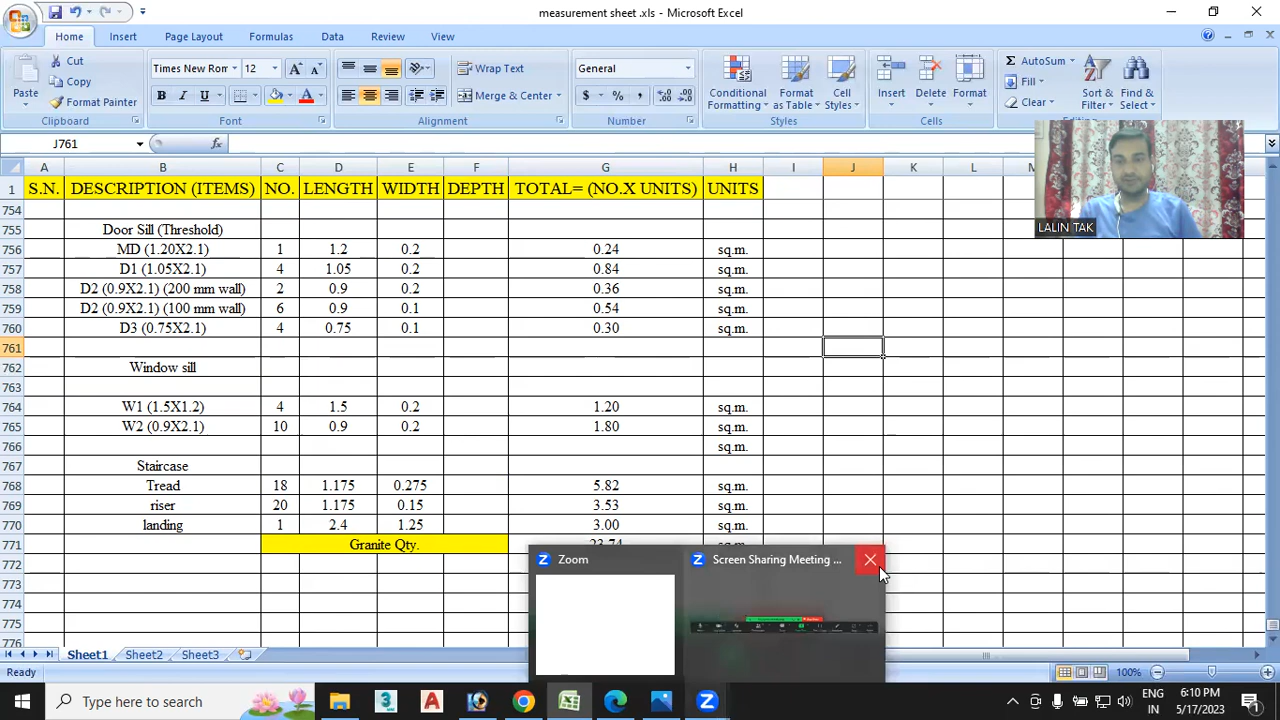 measurement sheet .xls - Microsoft Excel
Home Insert Page Layout Formulas Data Review View
Cut
Copy
Format Painter
Paste
Clipboard
Times New Rom 12
B I U
Font
Wrap Text
Merge & Center
Alignment
General
$ % ,
Number
Conditional Formatting
Format as Table
Cell Styles
Styles
Insert Delete Format
Cells
AutoSum
Fill
Clear
Sort & Filter
Find & Select
J761 fx
A B C D E F G H I J K L M
1 S.N. DESCRIPTION (ITEMS) NO. LENGTH WIDTH DEPTH TOTAL= (NO.X UNITS) UNITS
LALIN TAK
754
755 Door Sill (Threshold)
756 MD (1.20X2.1) 1 1.2 0.2 0.24 sq.m.
757 D1 (1.05X2.1) 4 1.05 0.2 0.84 sq.m.
758 D2 (0.9X2.1) (200 mm wall) 2 0.9 0.2 0.36 sq.m.
759 D2 (0.9X2.1) (100 mm wall) 6 0.9 0.1 0.54 sq.m.
760 D3 (0.75X2.1) 4 0.75 0.1 0.30 sq.m.
761
762 Window sill
763
764 W1 (1.5X1.2) 4 1.5 0.2 1.20 sq.m.
765 W2 (0.9X2.1) 10 0.9 0.2 1.80 sq.m.
766 sq.m.
767 Staircase
768 Tread 18 1.175 0.275 5.82 sq.m.
769 riser 20 1.175 0.15 3.53 sq.m.
770 landing 1 2.4 1.25 3.00 sq.m.
771 Granite Qty. 23.74
772
773
774
775
776
Zoom
Screen Sharing Meeting ...
Sheet1 Sheet2 Sheet3
Ready 100%
Type here to search
ENG
IN
6:10 PM
5/17/2023